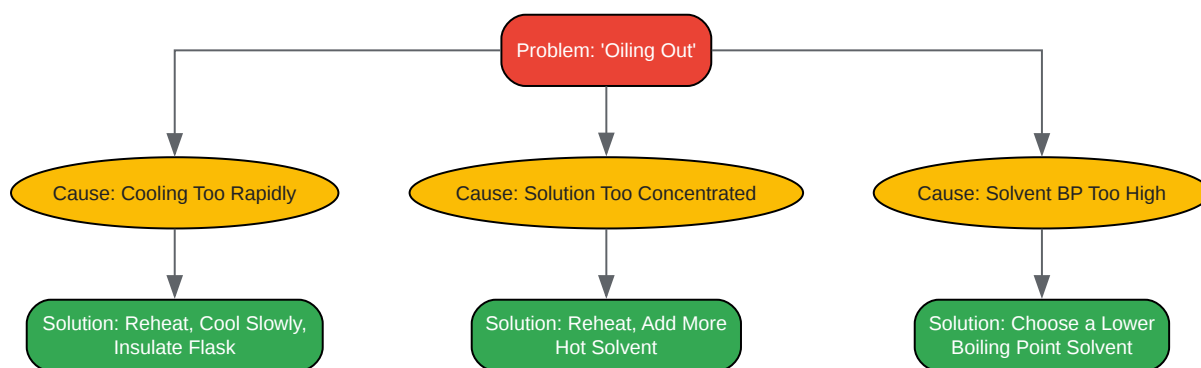 Problem: 'Oiling Out'
Cause: Cooling Too Rapidly
Cause: Solution Too Concentrated
Cause: Solvent BP Too High
Solution: Reheat, Cool Slowly,
Insulate Flask
Solution: Reheat, Add More
Hot Solvent
Solution: Choose a Lower
Boiling Point Solvent